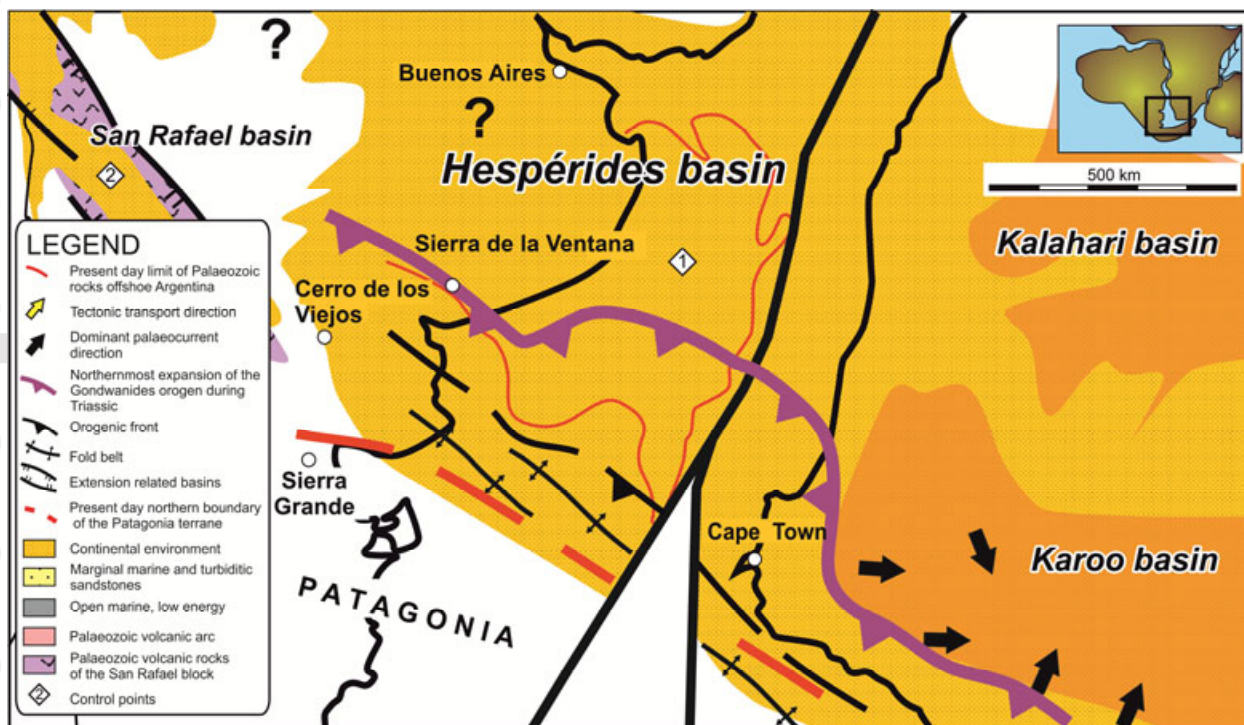 ?
Buenos Aires
?
San Rafael basin
Hespérides basin
500 km
2
Kalahari basin
1
Sierra de la Ventana
Cerro de los
Viejos
Sierra
Grande
Cape Town
Karoo basin
PATAGONIA
LEGEND
Present day limit of Palaeozoic
rocks offshoe Argentina
Tectonic transport direction
Dominant palaeocurrent
direction
Northernmost expansion of the
Gondwanides orogen during
Triassic
Orogenic front
Fold belt
Extension related basins
Present day northern boundary
of the Patagonia terrane
Continental environment
Marginal marine and turbiditic
sandstones
Open marine, low energy
Palaeozoic volcanic arc
Palaeozoic volcanic rocks
of the San Rafael block
2 Control points